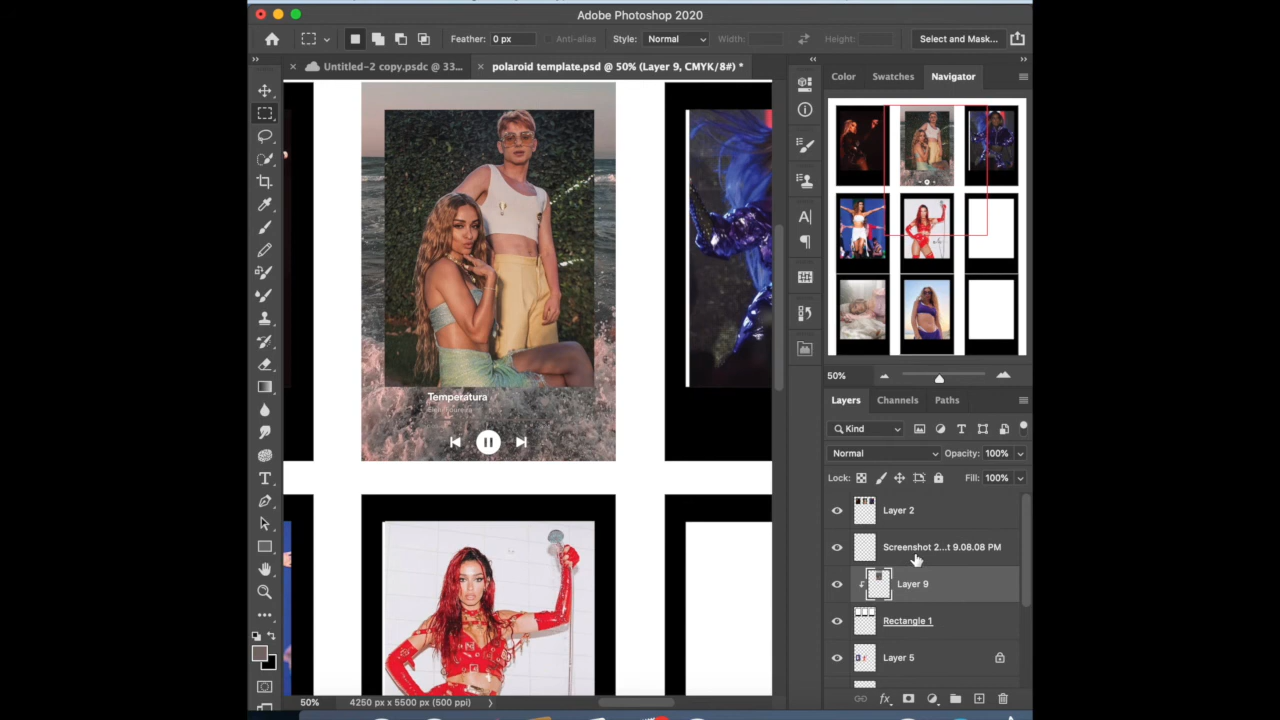 Adobe Photoshop 2020
Feather: 0 px Anti-alias Style: Normal Width: Height: Select and Mask...
Untitled-2 copy.psdc @ 33... polaroid template.psd @ 50% (Layer 9, CMYK/8#) *
Color Swatches Navigator
Temperatura
50%
Layers Channels Paths
Kind
Normal Opacity: 100%
Lock: Fill: 100%
Layer 2
Screenshot 2...t 9.08.08 PM
Layer 9
Rectangle 1
Layer 5
50% 4250 px x 5500 px (500 ppi)